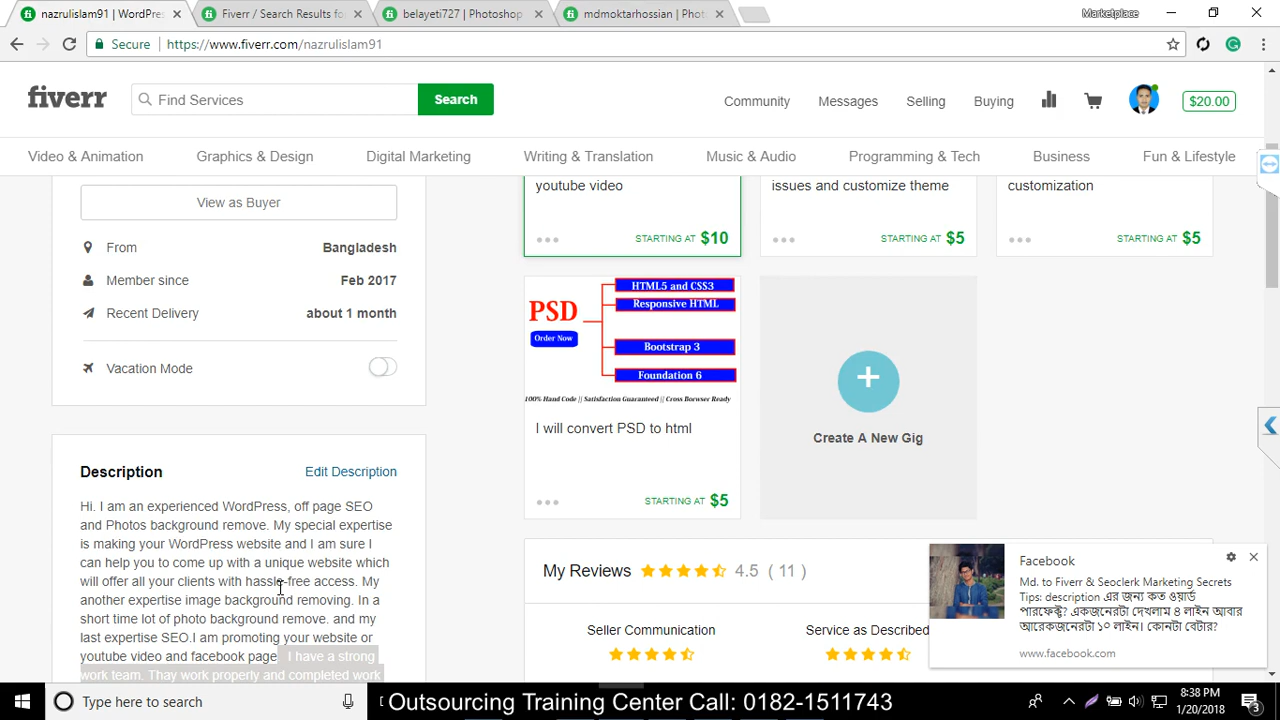 nazrulislam91 | WordPres
Fiverr / Search Results fo
belayeti727 | Photoshop
mdmoktarhossian | Phot
Marketplace
Secure
https://www.fiverr.com/nazrulislam91
fiverr
Find Services
Search
Community
Messages
Selling
Buying
$20.00
Video & Animation
Graphics & Design
Digital Marketing
Writing & Translation
Music & Audio
Programming & Tech
Business
Fun & Lifestyle
View as Buyer
From
Bangladesh
Member since
Feb 2017
Recent Delivery
about 1 month
Vacation Mode
youtube video
STARTING AT $10
issues and customize theme
STARTING AT $5
customization
STARTING AT $5
PSD
Order Now
HTML5 and CSS3
Responsive HTML
Bootstrap 3
Foundation 6
100% Hand Code || Satisfaction Guaranteed || Cross Borwser Ready
I will convert PSD to html
STARTING AT $5
Create A New Gig
Description
Edit Description
Hi. I am an experienced WordPress, off page SEO
and Photos background remove. My special expertise
is making your WordPress website and I am sure I
can help you to come up with a unique website which
will offer all your clients with hassle-free access. My
another expertise image background removing. In a
short time lot of photo background remove. and my
last expertise SEO.I am promoting your website or
youtube video and facebook page. I have a strong
work team. Thay work properly and completed work
My Reviews
4.5 ( 11 )
Seller Communication
Service as Described
Facebook
Md. to Fiverr & Seoclerk Marketing Secrets
Tips: description এর জন্য কত ওয়ার্ড
পারফেক্ট? একজনেরটা দেখলাম ৪ লাইন আবার
আরেকজনেরটা ১০ লাইন। কোনটা বেটার?
www.facebook.com
Type here to search
Outsourcing Training Center Call: 0182-1511743
8:38 PM
1/20/2018
3